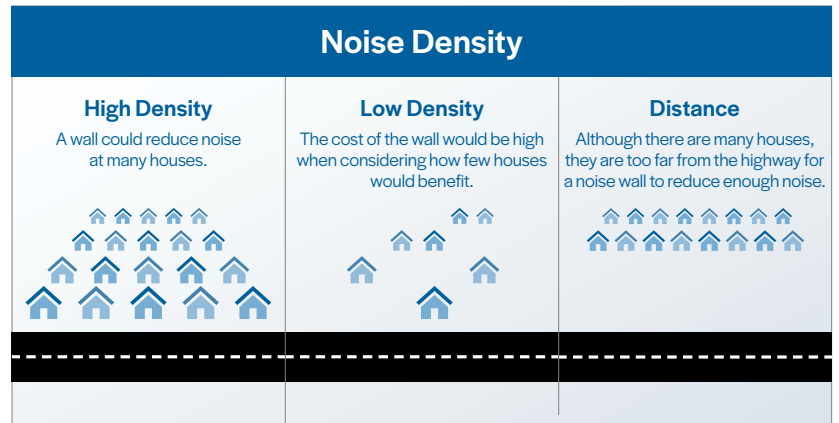 Noise Density
High Density
A wall could reduce noise
at many houses.
Low Density
The cost of the wall would be high
when considering how few houses
would benefit.
Distance
Although there are many houses,
they are too far from the highway for
a noise wall to reduce enough noise.